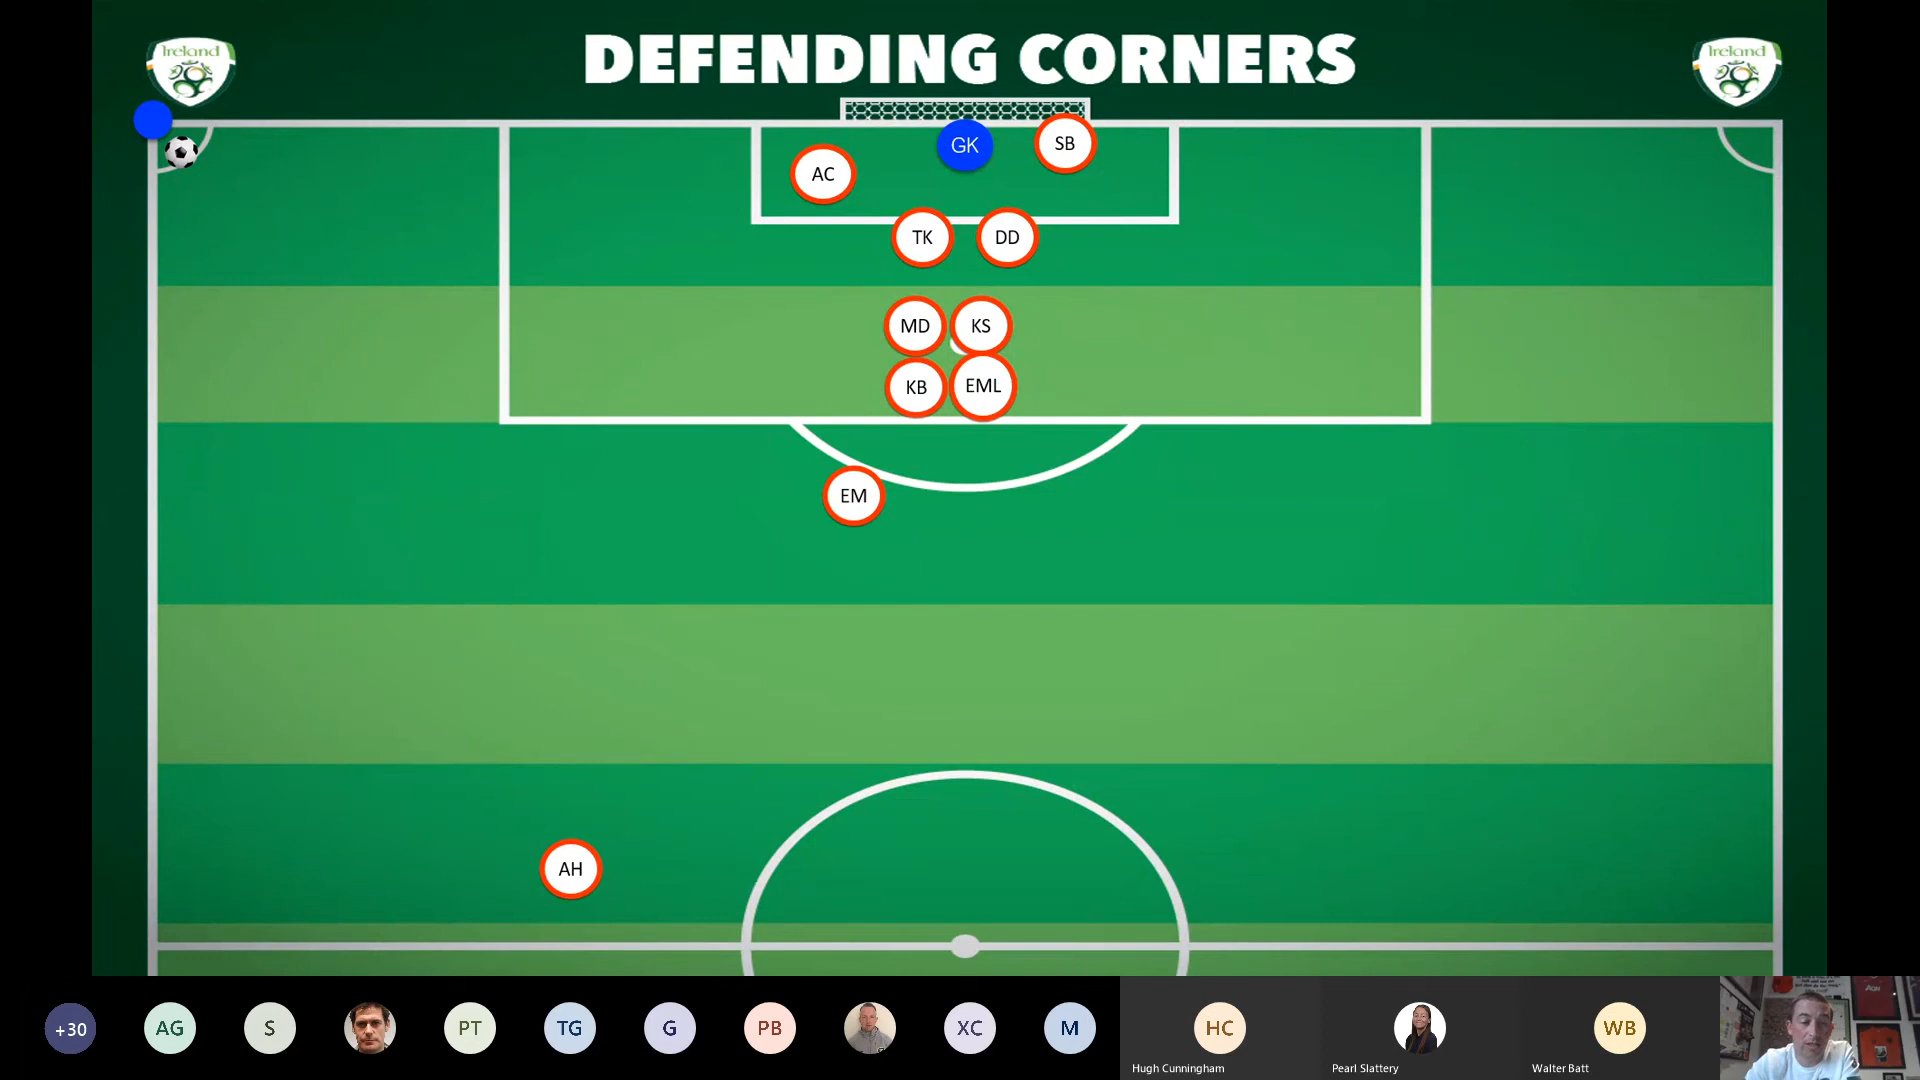 DEFENDING CORNERS
Ireland
Ireland
GK
SB
AC
TK
DD
MD
KS
KB
EML
EM
AH
+30
AG
S
PT
TG
G
PB
XC
M
HC
WB
Hugh Cunningham
Pearl Slattery
Walter Batt